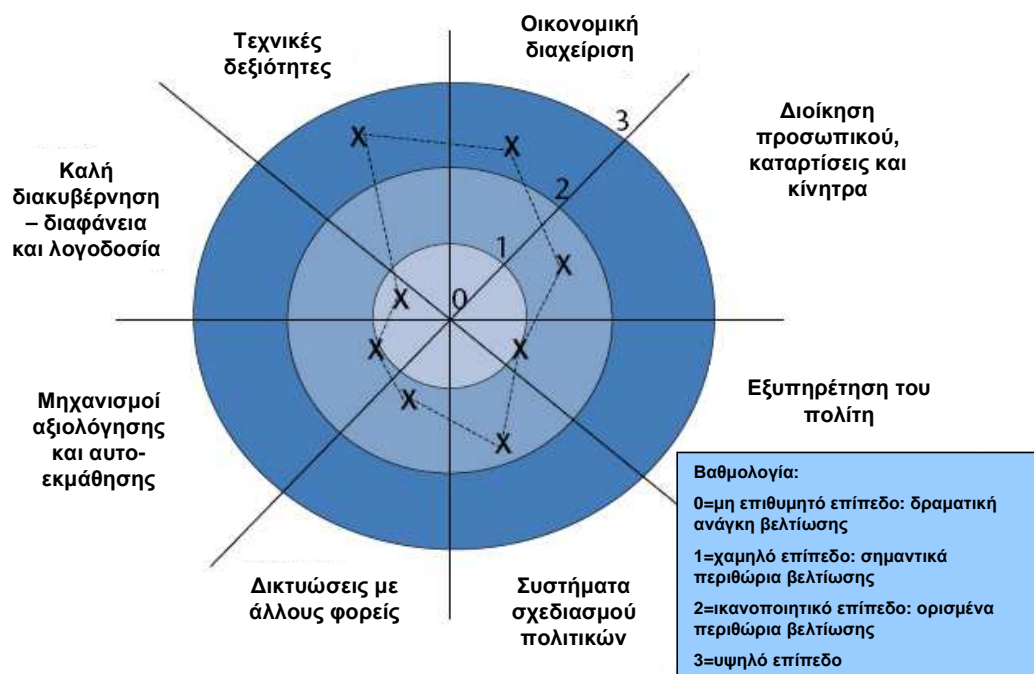 Τεχνικές
δεξιότητες
Οικονομική
διαχείριση
Διοίκηση
προσωπικού,
καταρτίσεις και
κίνητρα
Καλή
διακυβέρνηση
– διαφάνεια
και λογοδοσία
3
2
1
0
X
X
X
X
X
X
X
X
Μηχανισμοί
αξιολόγησης
και αυτο-
εκμάθησης
Εξυπηρέτηση του
πολίτη
Δικτυώσεις με
άλλους φορείς
Συστήματα
σχεδιασμού
πολιτικών
Βαθμολογία:
0=μη επιθυμητό επίπεδο: δραματική
ανάγκη βελτίωσης
1=χαμηλό επίπεδο: σημαντικά
περιθώρια βελτίωσης
2=ικανοποιητικό επίπεδο: ορισμένα
περιθώρια βελτίωσης
3=υψηλό επίπεδο